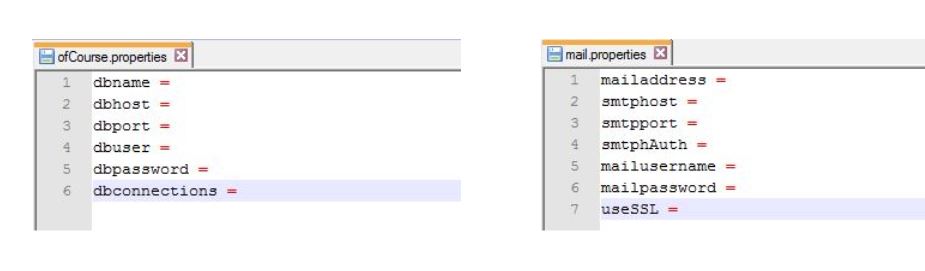 ofCourse.properties
1 dbname =
2 dbhost =
3 dbport =
4 dbuser =
5 dbpassword =
6 dbconnections =
mail.properties
1 mailaddress =
2 smtphost =
3 smtpport =
4 smtphAuth =
5 mailusername =
6 mailpassword =
7 useSSL =